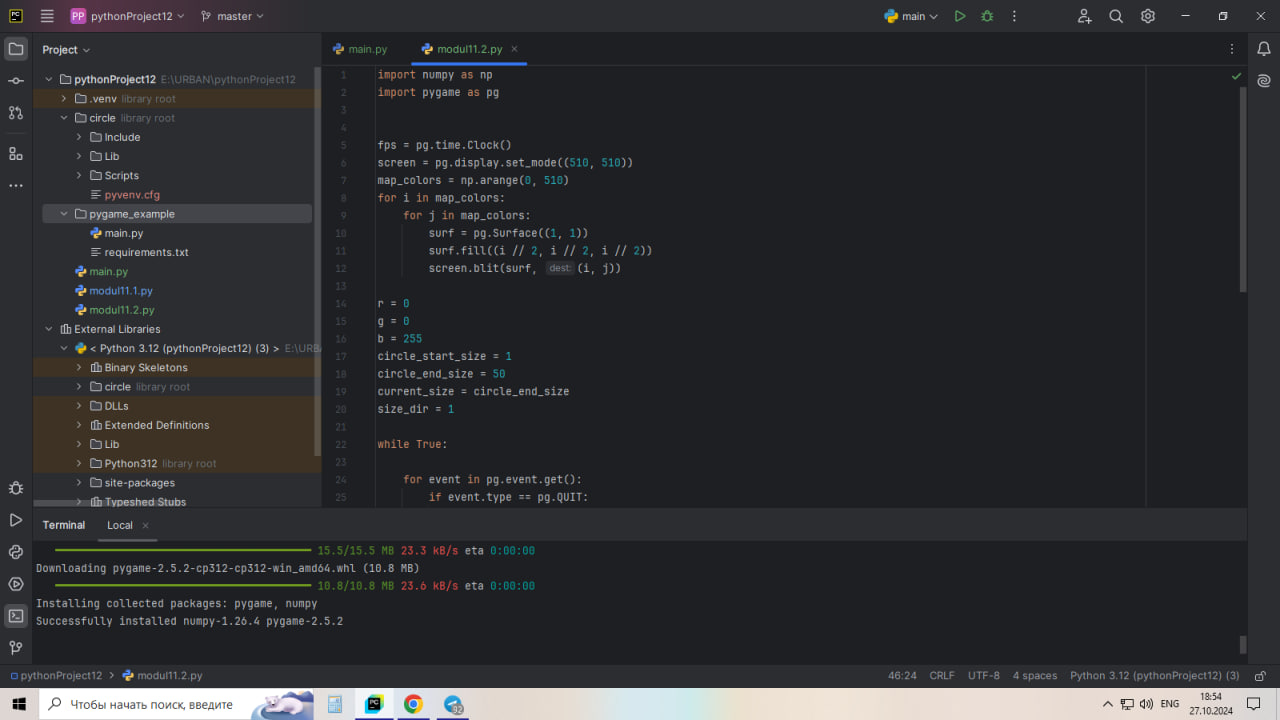 PC
PP pythonProject12
master
main
Project
main.py
modul11.2.py
pythonProject12 E:\URBAN\pythonProject12
.venv library root
circle library root
Include
Lib
Scripts
pyvenv.cfg
pygame_example
main.py
requirements.txt
main.py
modul11.1.py
modul11.2.py
External Libraries
< Python 3.12 (pythonProject12) (3) > E:\URB
Binary Skeletons
circle library root
DLLs
Extended Definitions
Lib
Python312 library root
site-packages
Typeshed Stubs
1 import numpy as np
2 import pygame as pg
3
4
5 fps = pg.time.Clock()
6 screen = pg.display.set_mode((510, 510))
7 map_colors = np.arange(0, 510)
8 for i in map_colors:
9 for j in map_colors:
10 surf = pg.Surface((1, 1))
11 surf.fill((i // 2, i // 2, i // 2))
12 screen.blit(surf, dest: (i, j))
13
14 r = 0
15 g = 0
16 b = 255
17 circle_start_size = 1
18 circle_end_size = 50
19 current_size = circle_end_size
20 size_dir = 1
21
22 while True:
23
24 for event in pg.event.get():
25 if event.type == pg.QUIT:
Terminal Local
15.5/15.5 MB 23.3 kB/s eta 0:00:00
Downloading pygame-2.5.2-cp312-cp312-win_amd64.whl (10.8 MB)
10.8/10.8 MB 23.6 kB/s eta 0:00:00
Installing collected packages: pygame, numpy
Successfully installed numpy-1.26.4 pygame-2.5.2
pythonProject12 > modul11.2.py
46:24 CRLF UTF-8 4 spaces Python 3.12 (pythonProject12) (3)
Чтобы начать поиск, введите
PC
92
ENG
18:54
27.10.2024